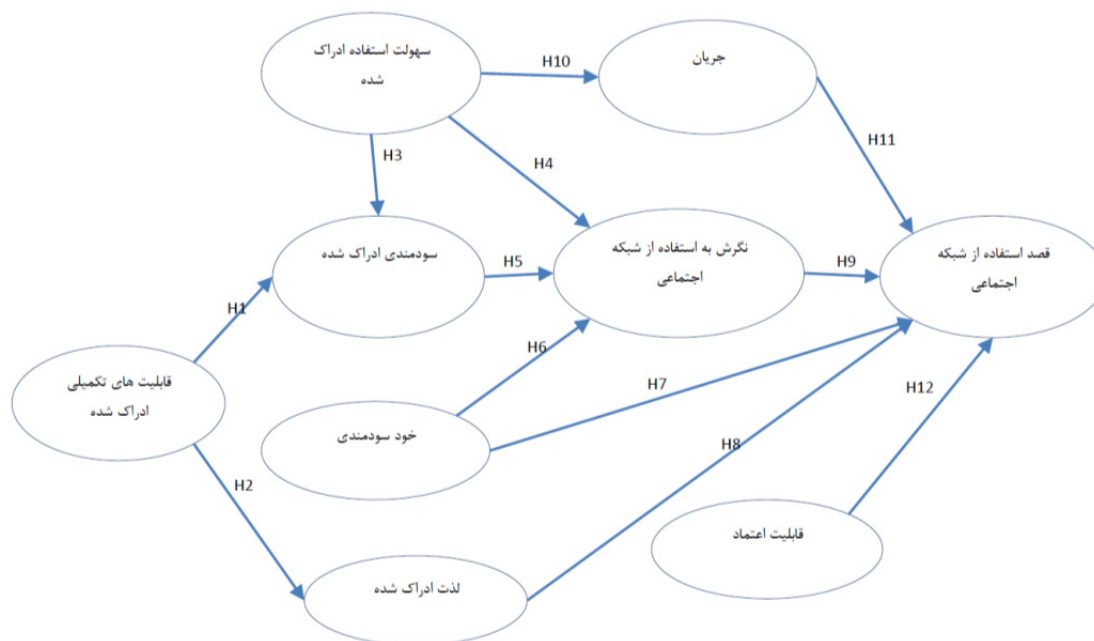 سهولت استفاده ادراک
شده
H10
جریان
H3
H4
H11
سودمندی ادراک شده
H5
نگرش به استفاده از شبکه
اجتماعی
H9
قصد استفاده از شبکه
اجتماعی
H1
H6
قابلیت های تکمیلی
ادراک شده
H7
H12
خود سودمندی
H8
H2
قابلیت اعتماد
لذت ادراک شده